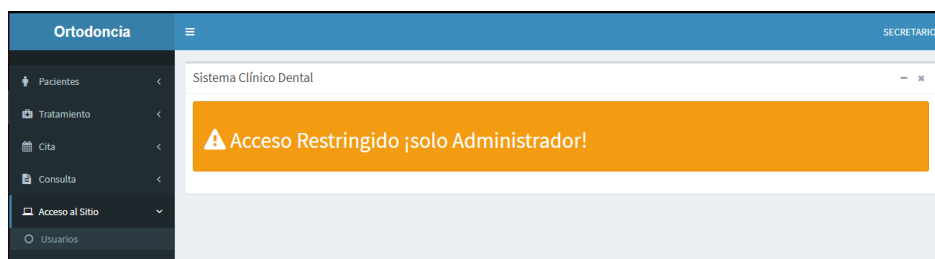 Ortodoncia
SECRETARIO
Pacientes
Tratamiento
Cita
Consulta
Acceso al Sitio
Usuarios
Sistema Clínico Dental
Acceso Restringido ¡solo Administrador!